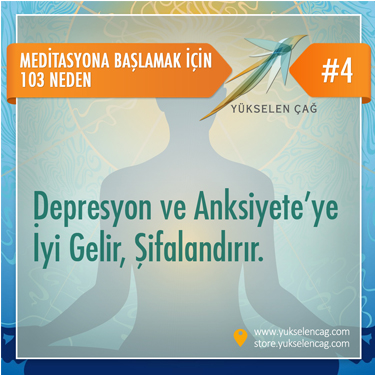 MEDİTASYONA BAŞLAMAK İÇİN
103 NEDEN
#4
YÜKSELEN ÇAĞ
Depresyon ve Anksiyete'ye
İyi Gelir, Şifalandırır.
www.yukselencag.com
store.yukselencag.com